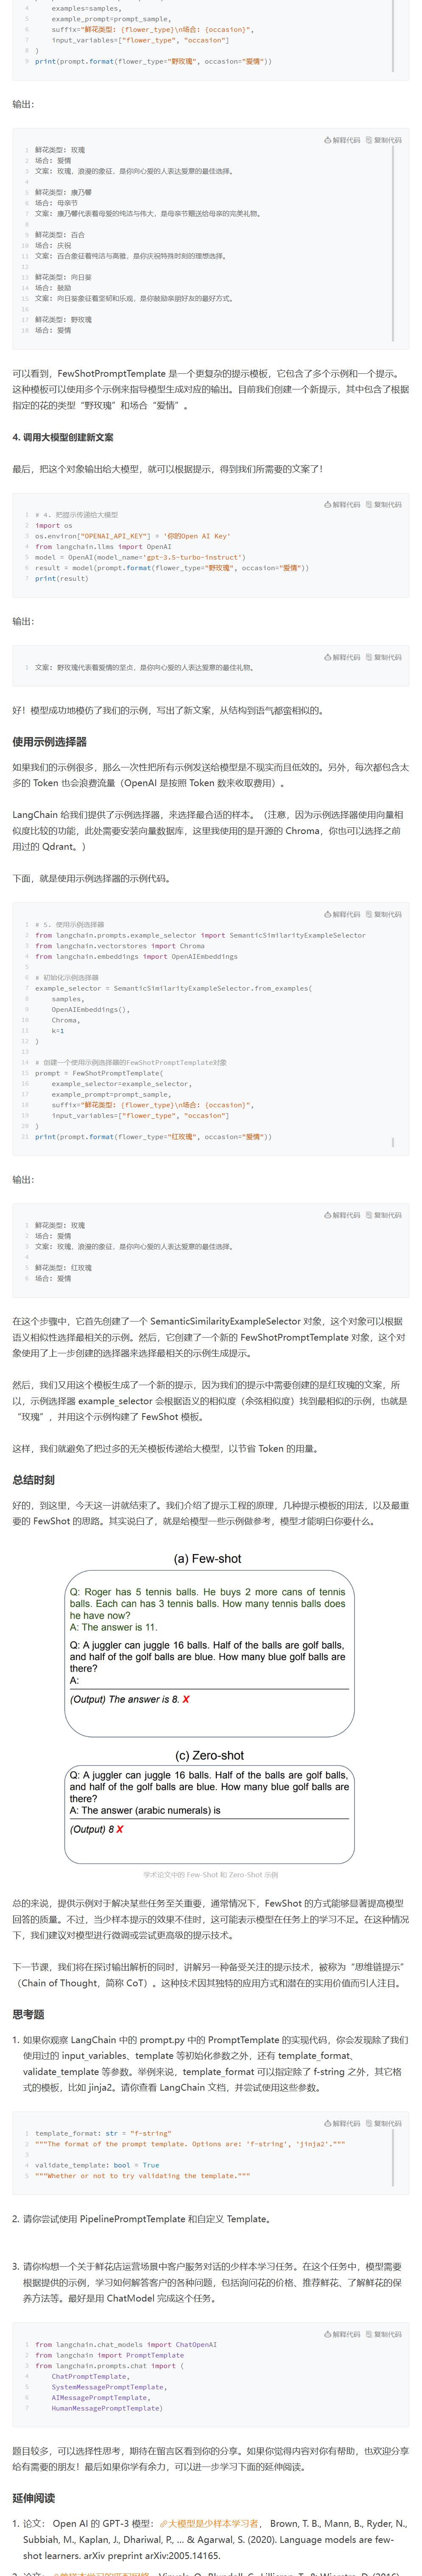 4 examples=samples,
5 example_prompt=prompt_sample,
6 suffix="鲜花类型: {flower_type}\n场合: {occasion}",
7 input_variables=["flower_type", "occasion"]
8 )
9 print(prompt.format(flower_type="野玫瑰", occasion="爱情"))
输出：
解释代码 复制代码
1 鲜花类型: 玫瑰
2 场合: 爱情
3 文案: 玫瑰，浪漫的象征，是你向心爱的人表达爱意的最佳选择。
4
5 鲜花类型: 康乃馨
6 场合: 母亲节
7 文案: 康乃馨代表着母爱的纯洁与伟大，是母亲节赠送给母亲的完美礼物。
8
9 鲜花类型: 百合
10 场合: 庆祝
11 文案: 百合象征着纯洁与高雅，是你庆祝特殊时刻的理想选择。
12
13 鲜花类型: 向日葵
14 场合: 鼓励
15 文案: 向日葵象征着坚韧和乐观，是你鼓励亲朋好友的最好方式。
16
17 鲜花类型: 野玫瑰
18 场合: 爱情
可以看到，FewShotPromptTemplate 是一个更复杂的提示模板，它包含了多个示例和一个提示。
这种模板可以使用多个示例来指导模型生成对应的输出。目前我们创建一个新提示，其中包含了根据
指定的花的类型“野玫瑰”和场合“爱情”。
4. 调用大模型创建新文案
最后，把这个对象输出给大模型，就可以根据提示，得到我们所需要的文案了！
解释代码 复制代码
1 # 4. 把提示传递给大模型
2 import os
3 os.environ["OPENAI_API_KEY"] = '你的Open AI Key'
4 from langchain.llms import OpenAI
5 model = OpenAI(model_name='gpt-3.5-turbo-instruct')
6 result = model(prompt.format(flower_type="野玫瑰", occasion="爱情"))
7 print(result)
输出：
解释代码 复制代码
1 文案: 野玫瑰代表着爱情的坚贞，是你向心爱的人表达爱意的最佳礼物。
好！模型成功地模仿了我们的示例，写出了新文案，从结构到语气都蛮相似的。
使用示例选择器
如果我们的示例很多，那么一次性把所有示例发送给模型是不现实而且低效的。另外，每次都包含太
多的 Token 也会浪费流量（OpenAI 是按照 Token 数来收取费用）。
LangChain 给我们提供了示例选择器，来选择最合适的样本。（注意，因为示例选择器使用向量相
似度比较的功能，此处需要安装向量数据库，这里我使用的是开源的 Chroma，你也可以选择之前
用过的 Qdrant。）
下面，就是使用示例选择器的示例代码。
解释代码 复制代码
1 # 5. 使用示例选择器
2 from langchain.prompts.example_selector import SemanticSimilarityExampleSelector
3 from langchain.vectorstores import Chroma
4 from langchain.embeddings import OpenAIEmbeddings
5
6 # 初始化示例选择器
7 example_selector = SemanticSimilarityExampleSelector.from_examples(
8 samples,
9 OpenAIEmbeddings(),
10 Chroma,
11 k=1
12 )
13
14 # 创建一个使用示例选择器的FewShotPromptTemplate对象
15 prompt = FewShotPromptTemplate(
16 example_selector=example_selector,
17 example_prompt=prompt_sample,
18 suffix="鲜花类型: {flower_type}\n场合: {occasion}",
19 input_variables=["flower_type", "occasion"]
20 )
21 print(prompt.format(flower_type="红玫瑰", occasion="爱情"))
输出：
解释代码 复制代码
1 鲜花类型: 玫瑰
2 场合: 爱情
3 文案: 玫瑰，浪漫的象征，是你向心爱的人表达爱意的最佳选择。
4
5 鲜花类型: 红玫瑰
6 场合: 爱情
在这个步骤中，它首先创建了一个 SemanticSimilarityExampleSelector 对象，这个对象可以根据
语义相似性选择最相关的示例。然后，它创建了一个新的 FewShotPromptTemplate 对象，这个对
象使用了上一步创建的选择器来选择最相关的示例生成提示。
然后，我们又用这个模板生成了一个新的提示，因为我们的提示中需要创建的是红玫瑰的文案，所
以，示例选择器 example_selector 会根据语义的相似度（余弦相似度）找到最相似的示例，也就是
“玫瑰”，并用这个示例构建了 FewShot 模板。
这样，我们就避免了把过多的无关模板传递给大模型，以节省 Token 的用量。
总结时刻
好的，到这里，今天这一讲就结束了。我们介绍了提示工程的原理，几种提示模板的用法，以及最重
要的 FewShot 的思路。其实说白了，就是给模型一些示例做参考，模型才能明白你要什么。
(a) Few-shot
Q: Roger has 5 tennis balls. He buys 2 more cans of tennis
balls. Each can has 3 tennis balls. How many tennis balls does
he have now?
A: The answer is 11.
Q: A juggler can juggle 16 balls. Half of the balls are golf balls,
and half of the golf balls are blue. How many blue golf balls are
there?
A:
(Output) The answer is 8. X
(c) Zero-shot
Q: A juggler can juggle 16 balls. Half of the balls are golf balls,
and half of the golf balls are blue. How many blue golf balls are
there?
A: The answer (arabic numerals) is
(Output) 8 X
学术论文中的 Few-Shot 和 Zero-Shot 示例
总的来说，提供示例对于解决某些任务至关重要，通常情况下，FewShot 的方式能够显著提高模型
回答的质量。不过，当少样本提示的效果不佳时，这可能表示模型在任务上的学习不足。在这种情况
下，我们建议对模型进行微调或尝试更高级的提示技术。
下一节课，我们将在探讨输出解析的同时，讲解另一种备受关注的提示技术，被称为“思维链提示”
（Chain of Thought，简称 CoT）。这种技术因其独特的应用方式和潜在的实用价值而引人注目。
思考题
1. 如果你观察 LangChain 中的 prompt.py 中的 PromptTemplate 的实现代码，你会发现除了我们
使用过的 input_variables、template 等初始化参数之外，还有 template_format、
validate_template 等参数。举例来说，template_format 可以指定除了 f-string 之外，其它格
式的模板，比如 jinja2。请你查看 LangChain 文档，并尝试使用这些参数。
解释代码 复制代码
1 template_format: str = "f-string"
2 """The format of the prompt template. Options are: 'f-string', 'jinja2'."""
3
4 validate_template: bool = True
5 """Whether or not to try validating the template."""
2. 请你尝试使用 PipelinePromptTemplate 和自定义 Template。
3. 请你构想一个关于鲜花店运营场景中客户服务对话的少样本学习任务。在这个任务中，模型需要
根据提供的示例，学习如何解答客户的各种问题，包括询问花的价格、推荐鲜花、了解鲜花的保
养方法等。最好是用 ChatModel 完成这个任务。
解释代码 复制代码
1 from langchain.chat_models import ChatOpenAI
2 from langchain import PromptTemplate
3 from langchain.prompts.chat import (
4 ChatPromptTemplate,
5 SystemMessagePromptTemplate,
6 AIMessagePromptTemplate,
7 HumanMessagePromptTemplate)
题目较多，可以选择性思考，期待在留言区看到你的分享。如果你觉得内容对你有帮助，也欢迎分享
给有需要的朋友！最后如果你学有余力，可以进一步学习下面的延伸阅读。
延伸阅读
1. 论文： Open AI 的 GPT-3 模型：大模型是少样本学习者， Brown, T. B., Mann, B., Ryder, N.,
Subbiah, M., Kaplan, J., Dhariwal, P., ... & Agarwal, S. (2020). Language models are few-
shot learners. arXiv preprint arXiv:2005.14165.